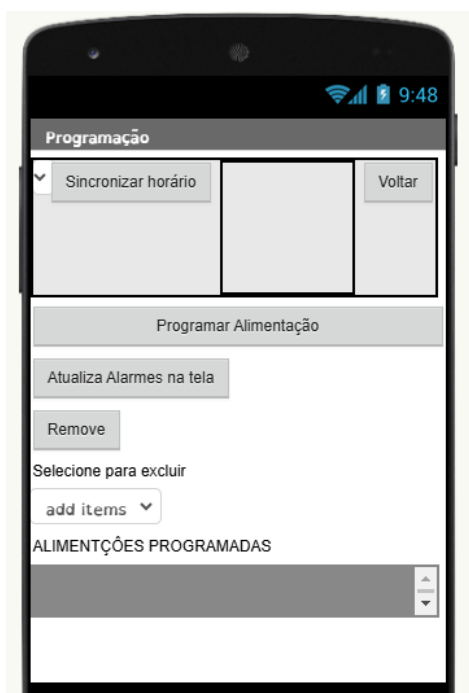 9:48
Programação
Sincronizar horário Voltar
Programar Alimentação
Atualiza Alarmes na tela
Remove
Selecione para excluir
add items
ALIMENTÇÔES PROGRAMADAS